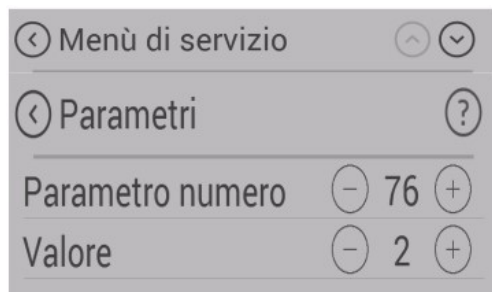 Menù di servizio
Parametri ?
Parametro numero − 76 +
Valore − 2 +